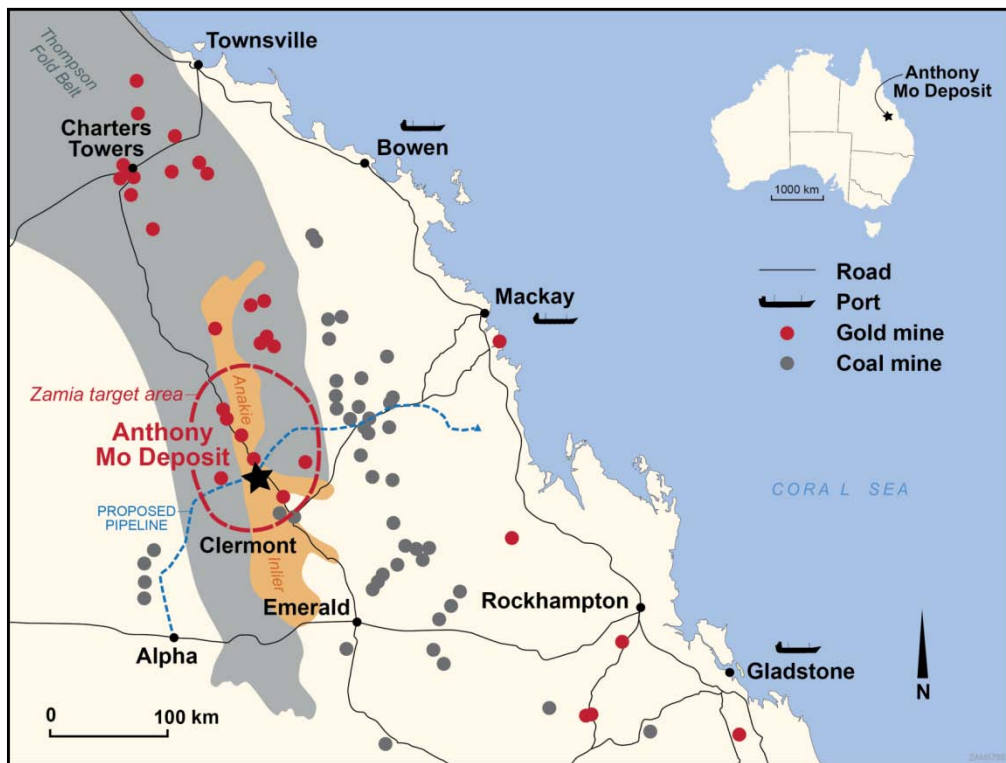 Townsville
Thompson
Fold Belt
Charters
Towers
Bowen
Mackay
Zamia target area
Anakie
Anthony
Mo Deposit
PROPOSED
PIPELINE
Clermont
Inlier
Emerald
Alpha
Rockhampton
Gladstone
CORAL SEA
Anthony
Mo Deposit
1000 km
Road
Port
Gold mine
Coal mine
0 100 km
N